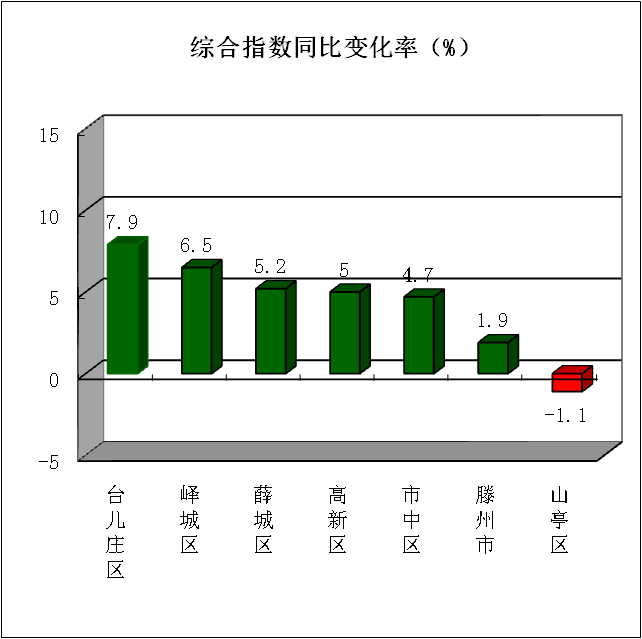 综合指数同比变化率（%）
15
10
5
0
-5
7.9
6.5
5.2
5
4.7
1.9
-1.1
台儿庄区
峄城区
薛城区
高新区
市中区
滕州市
山亭区